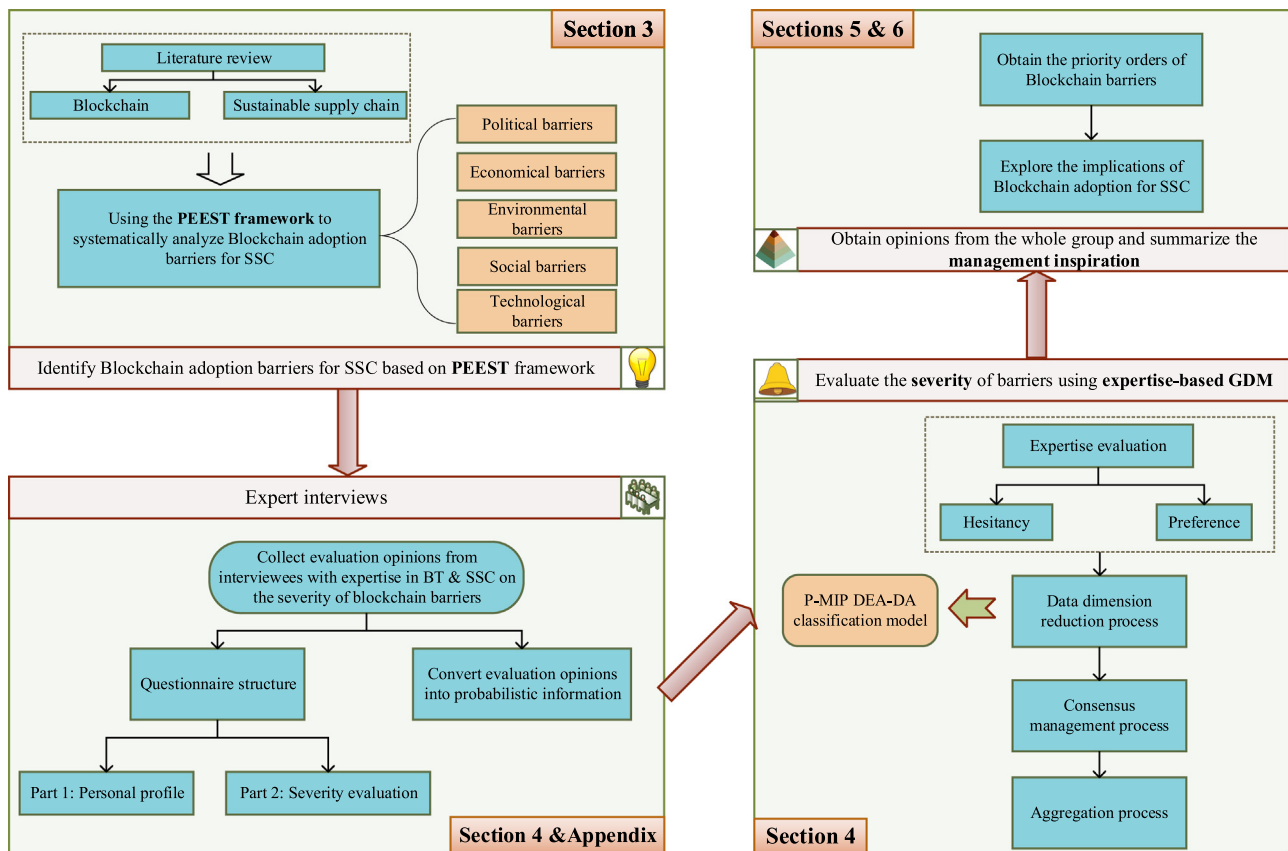 Section 3
Literature review
Blockchain
Sustainable supply chain
Using the PEEST framework to
systematically analyze Blockchain adoption
barriers for SSC
Political barriers
Economical barriers
Environmental
barriers
Social barriers
Technological
barriers
Identify Blockchain adoption barriers for SSC based on PEEST framework
Expert interviews
Collect evaluation opinions from
interviewees with expertise in BT & SSC on
the severity of blockchain barriers
Questionnaire structure
Convert evaluation opinions
into probabilistic information
Part 1: Personal profile
Part 2: Severity evaluation
Section 4 &Appendix
Sections 5 & 6
Obtain the priority orders of
Blockchain barriers
Explore the implications of
Blockchain adoption for SSC
Obtain opinions from the whole group and summarize the
management inspiration
Evaluate the severity of barriers using expertise-based GDM
Expertise evaluation
Hesitancy
Preference
P-MIP DEA-DA
classification model
Data dimension
reduction process
Consensus
management process
Aggregation process
Section 4